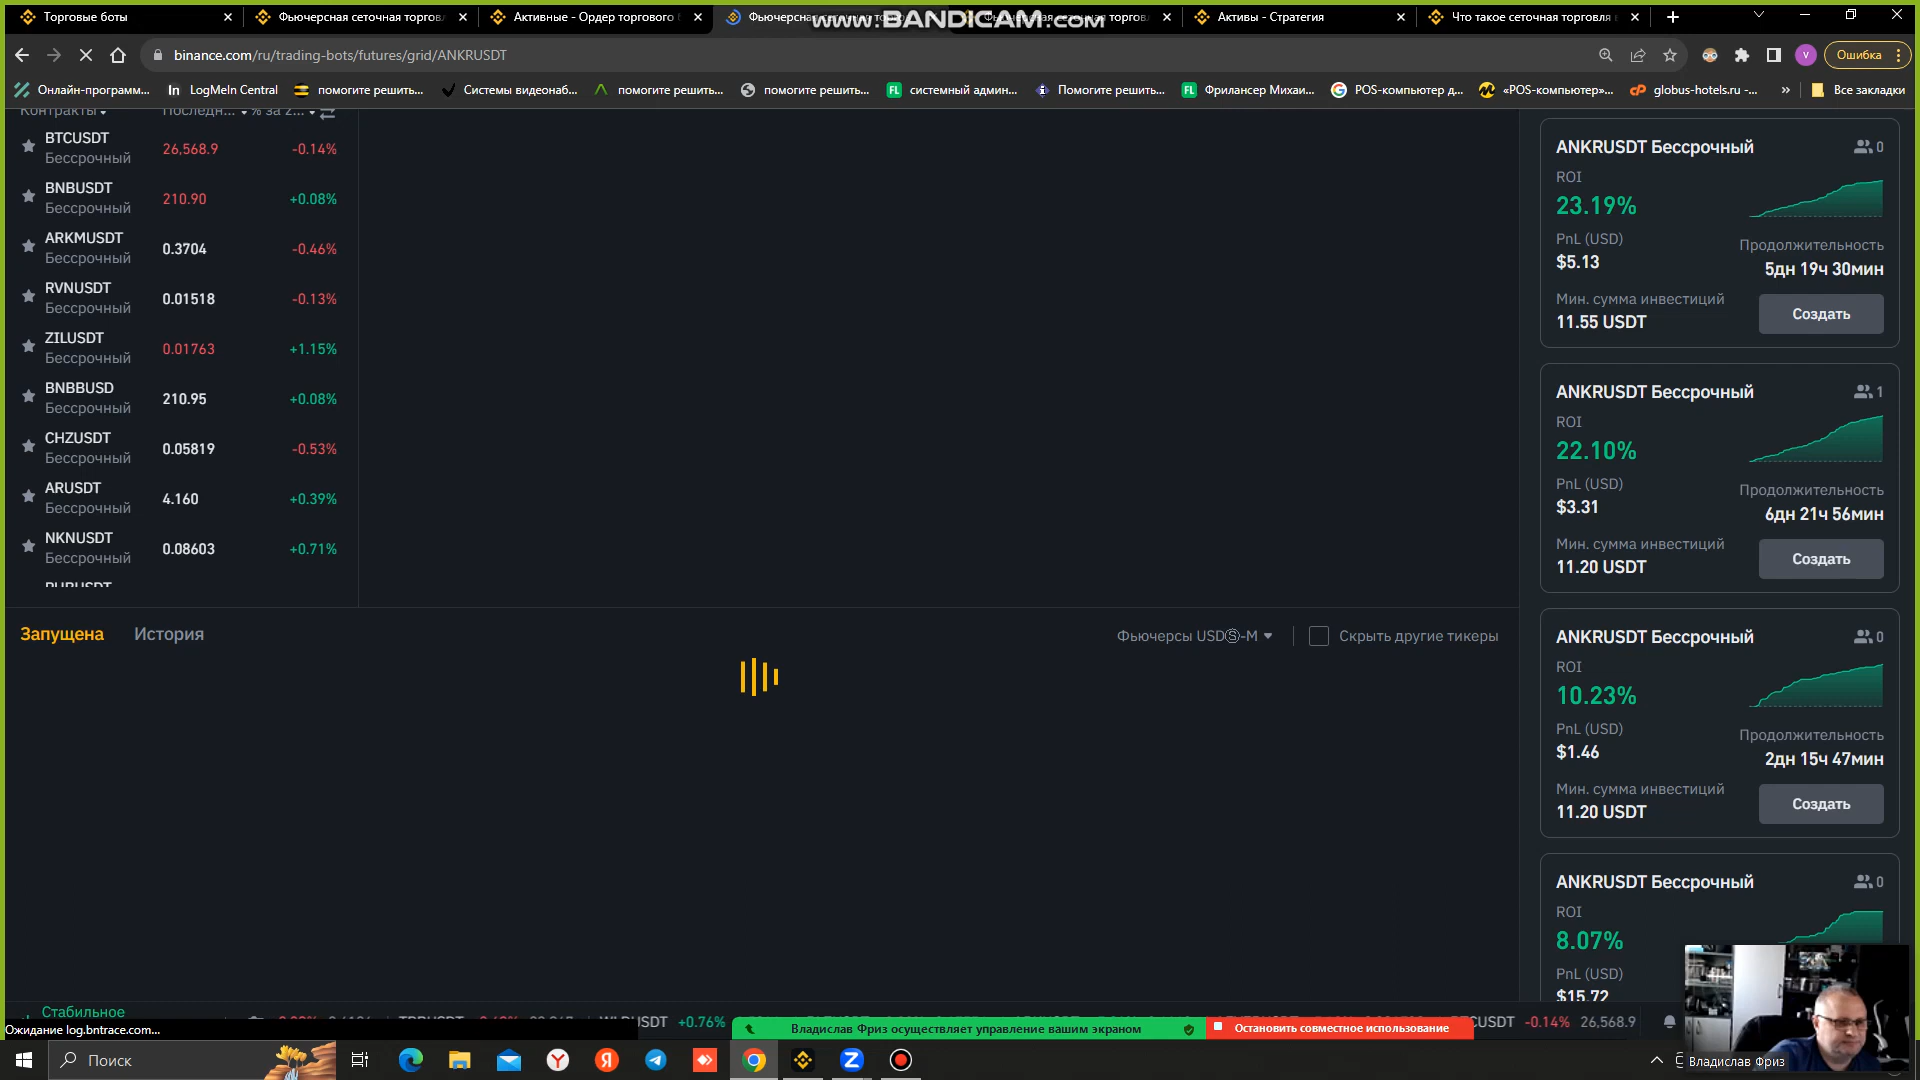 Торговые боты
Фьючерсная сеточная торгов
Активные - Ордер торгового
www.BANDICAM.com
Активы - Стратегия
Что такое сеточная торговля
binance.com/ru/trading-bots/futures/grid/ANKRUSDT
V
Ошибка
Онлайн-программ...
LogMeIn Central
помогите решить...
Системы видеонаб...
помогите решить...
помогите решить...
системный админ...
Помогите решить...
Фрилансер Михаи...
POS-компьютер д...
«POS-компьютер»...
globus-hotels.ru -...
»
Все закладки
Контракты
Последн...
% за 2...
BTCUSDT
Бессрочный
26,568.9
-0.14%
BNBUSDT
Бессрочный
210.90
+0.08%
ARKMUSDT
Бессрочный
0.3704
-0.46%
RVNUSDT
Бессрочный
0.01518
-0.13%
ZILUSDT
Бессрочный
0.01763
+1.15%
BNBBUSD
Бессрочный
210.95
+0.08%
CHZUSDT
Бессрочный
0.05819
-0.53%
ARUSDT
Бессрочный
4.160
+0.39%
NKNUSDT
Бессрочный
0.08603
+0.71%
Запущена
История
Фьючерсы USDⓈ-M
Скрыть другие тикеры
ANKRUSDT Бессрочный
0
ROI
23.19%
PnL (USD)
$5.13
Продолжительность
5дн 19ч 30мин
Мин. сумма инвестиций
11.55 USDT
Создать
ANKRUSDT Бессрочный
1
ROI
22.10%
PnL (USD)
$3.31
Продолжительность
6дн 21ч 56мин
Мин. сумма инвестиций
11.20 USDT
Создать
ANKRUSDT Бессрочный
0
ROI
10.23%
PnL (USD)
$1.46
Продолжительность
2дн 15ч 47мин
Мин. сумма инвестиций
11.20 USDT
Создать
ANKRUSDT Бессрочный
0
ROI
8.07%
PnL (USD)
$15.72
Стабильное
Ожидание log.bntrace.com...
+0.76%
Владислав Фриз осуществляет управление вашим экраном
Остановить совместное использование
-0.14% 26,568.9
Поиск
Владислав Фриз